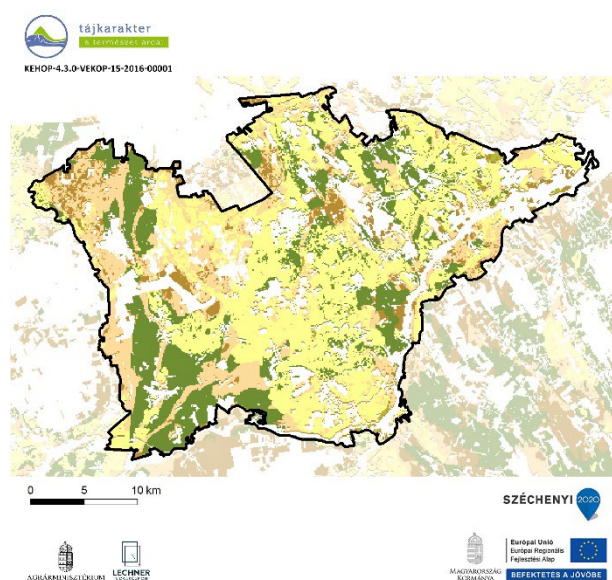 tájkarakter
a természet arcai
KEHOP-4.3.0-VEKOP-15-2016-00001
0 5 10 km
SZÉCHENYI 2020
AGRÁRMINISZTÉRIUM
LECHNER
MAGYARORSZÁG
KORMÁNYA
Európai Unió
Európai Regionális
Fejlesztési Alap
BEFEKTETÉS A JÖVŐBE